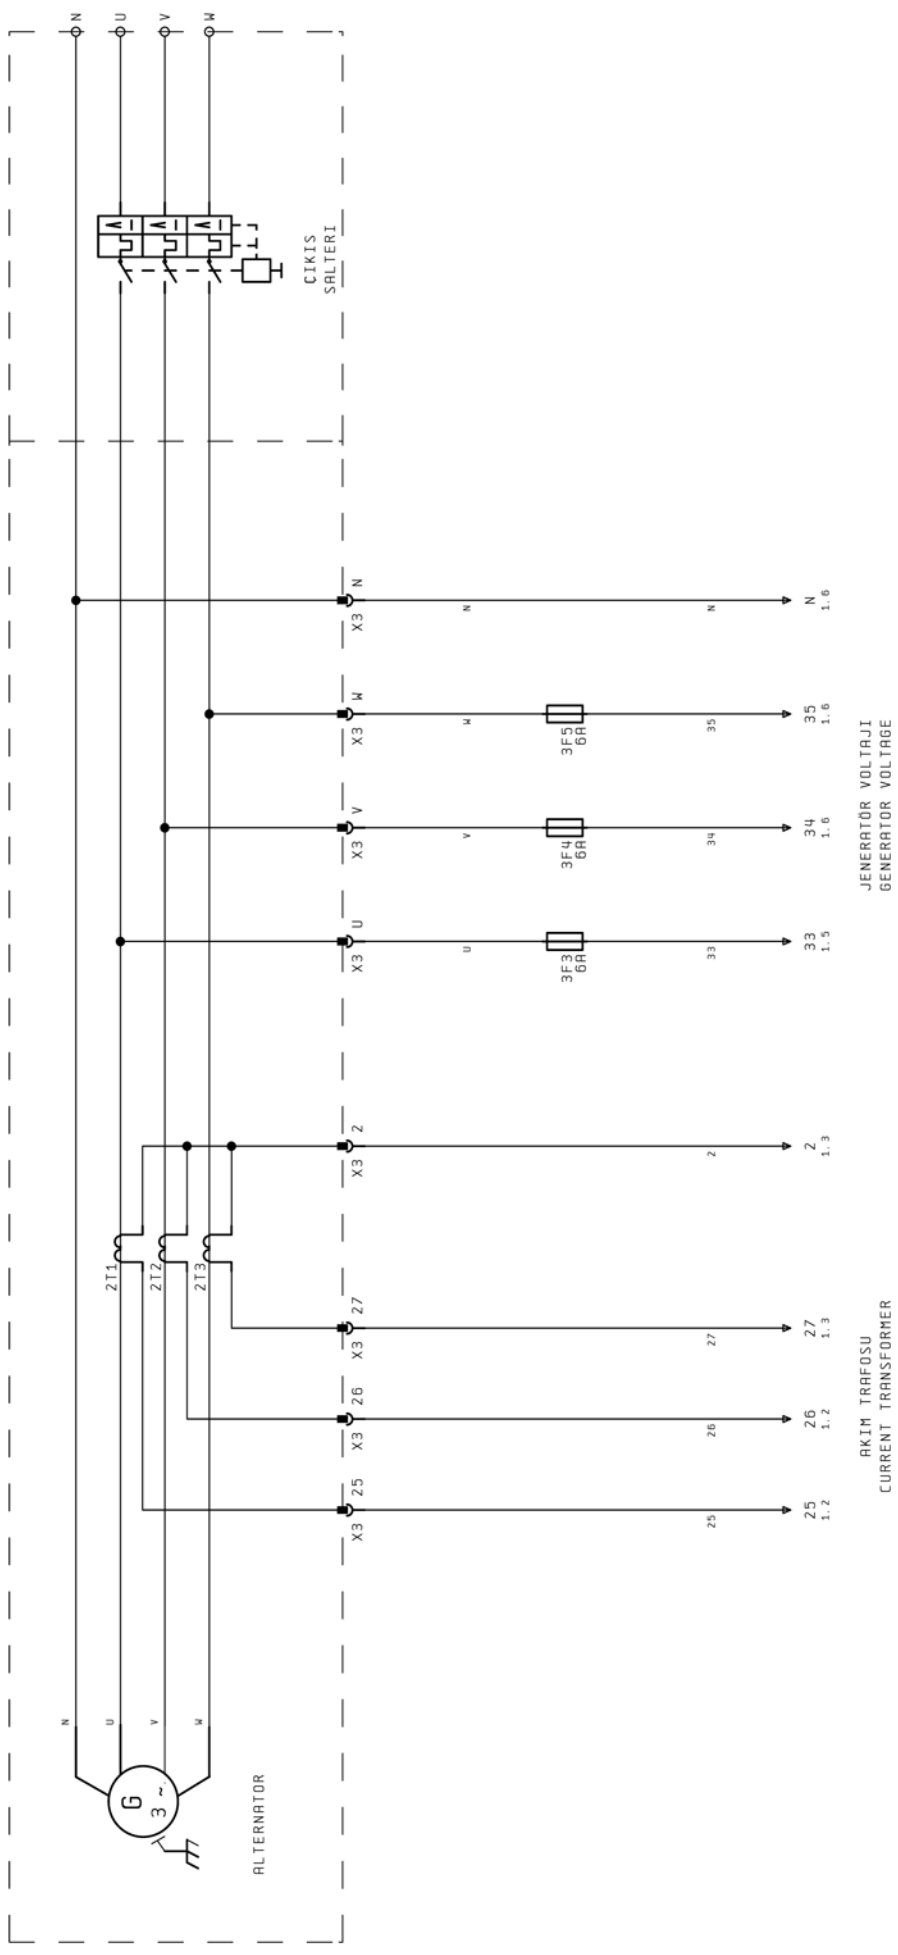 N
U
V
W
G
3 ~
ALTERNATOR
2T1
2T2
2T3
N
U
V
W
CIKIS
SALTERI
X3 25
X3 26
X3 27
X3 2
X3 U
X3 V
X3 W
X3 N
U
V
W
N
3F3
6A
3F4
6A
3F5
6A
25
26
27
2
33
34
35
N
25
1.2
26
1.2
27
1.3
2
1.3
33
1.5
34
1.6
35
1.6
N
1.6
AKIM TRAFOSU
CURRENT TRANSFORMER
JENERATÖR VOLTAJI
GENERATOR VOLTAGE